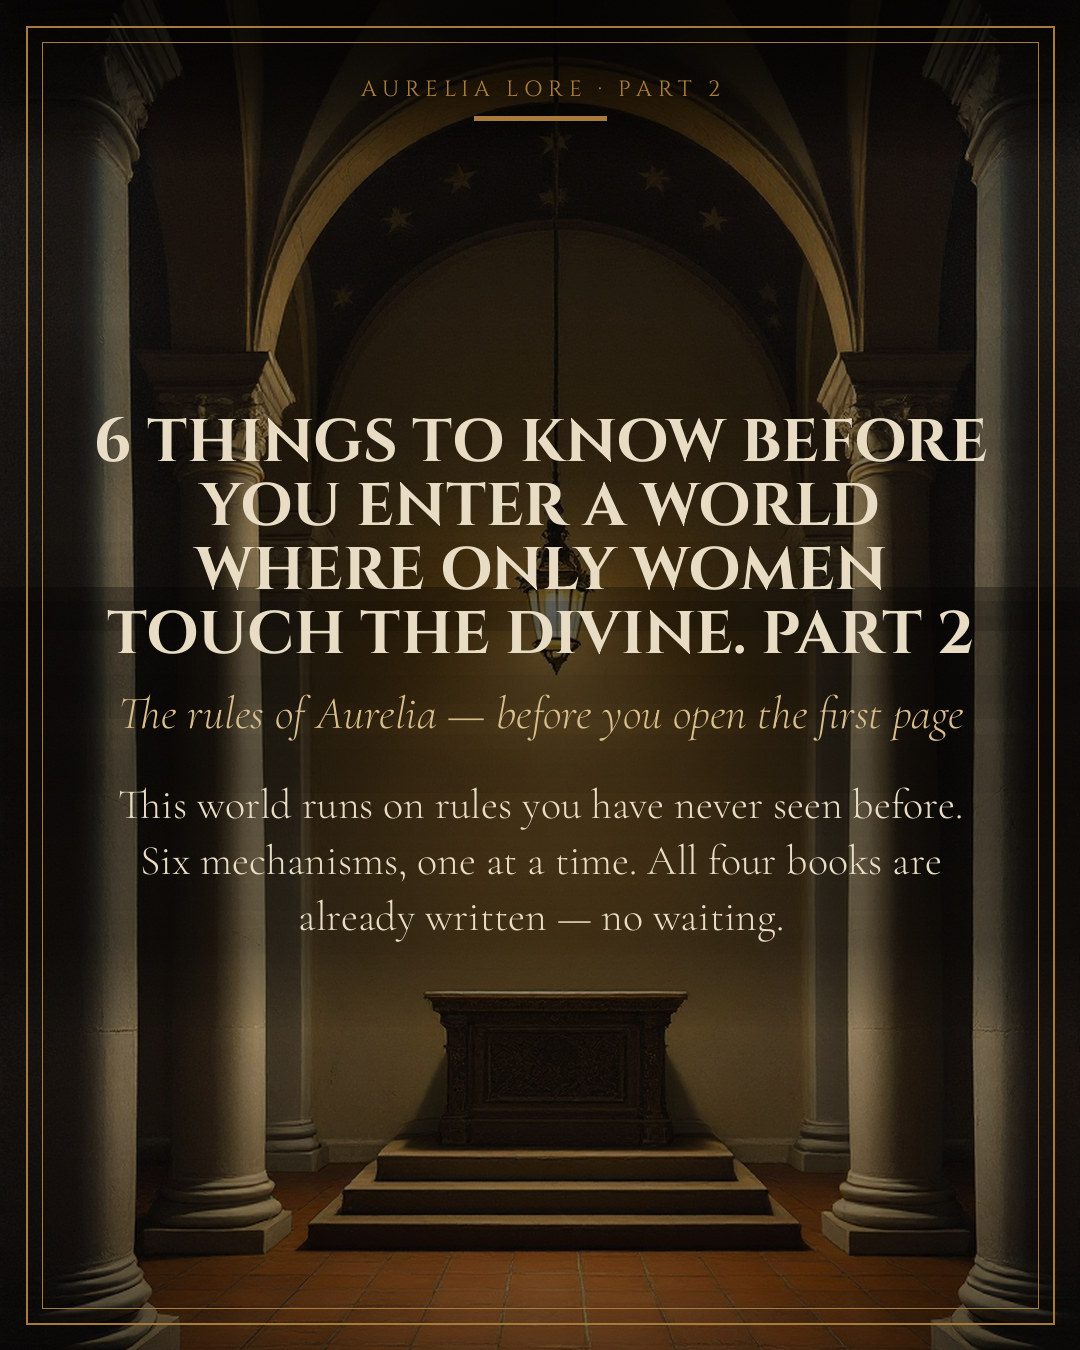 AURELIA LORE · PART 2
6 THINGS TO KNOW BEFORE
YOU ENTER A WORLD
WHERE ONLY WOMEN
TOUCH THE DIVINE. PART 2
The rules of Aurelia — before you open the first page
This world runs on rules you have never seen before.
Six mechanisms, one at a time. All four books are
already written — no waiting.